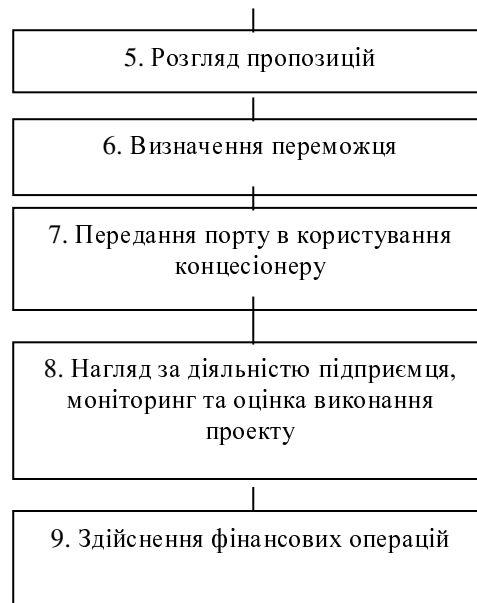 5. Розгляд пропозицій
6. Визначення переможця
7. Передання порту в користування
концесіонеру
8. Нагляд за діяльністю підприємця,
моніторинг та оцінка виконання
проекту
9. Здійснення фінансових операцій